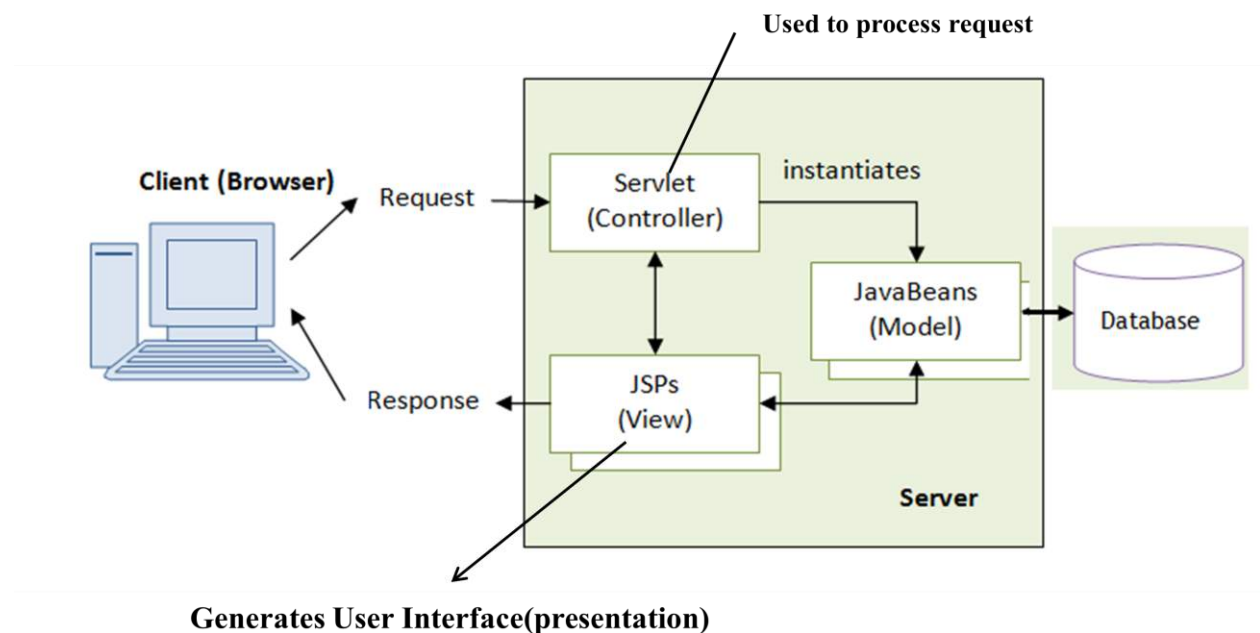 Used to process request
Client (Browser)
Request
Servlet
(Controller)
instantiates
JavaBeans
(Model)
Database
Response
JSPs
(View)
Server
Generates User Interface(presentation)